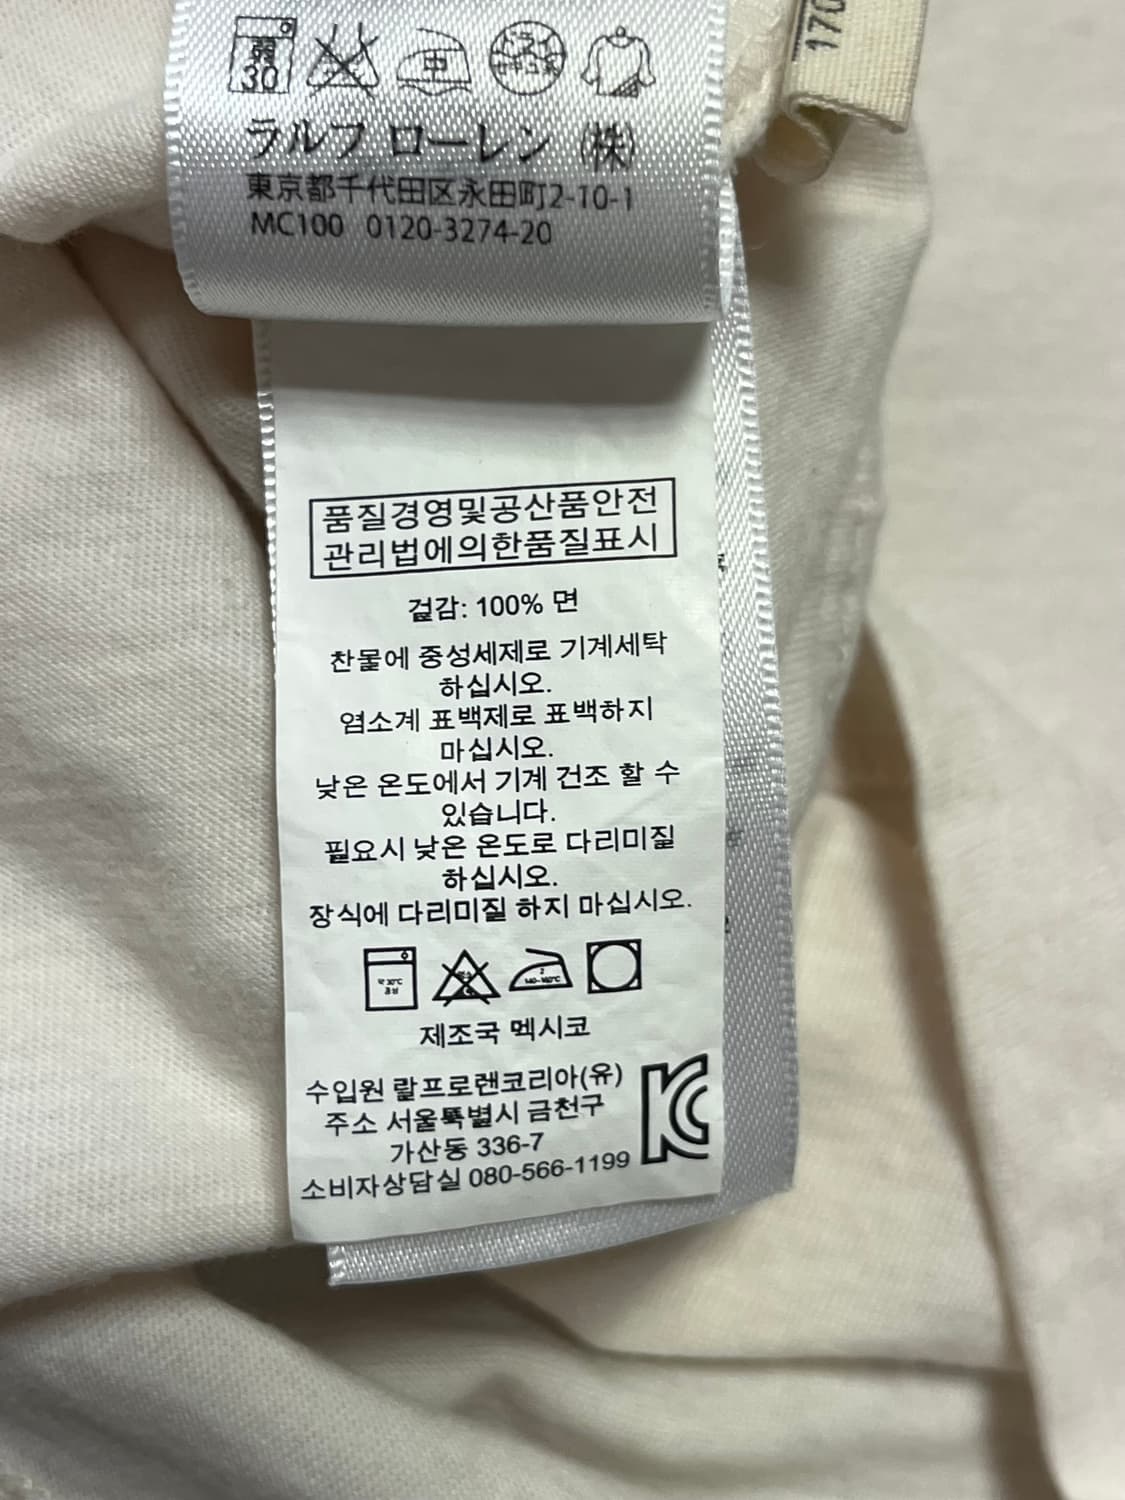 170
弱
30
中
ラルフ ローレン (株)
東京都千代田区永田町2-10-1
MC100 0120-3274-20
품질경영및공산품안전
관리법에의한품질표시
겉감: 100% 면
찬물에 중성세제로 기계세탁
하십시오.
염소계 표백제로 표백하지
마십시오.
낮은 온도에서 기계 건조 할 수
있습니다.
필요시 낮은 온도로 다리미질
하십시오.
장식에 다리미질 하지 마십시오.
약 30℃
중성
2
140~160℃
제조국 멕시코
수입원 랄프로렌코리아(유)
주소 서울특별시 금천구
가산동 336-7
소비자상담실 080-566-1199